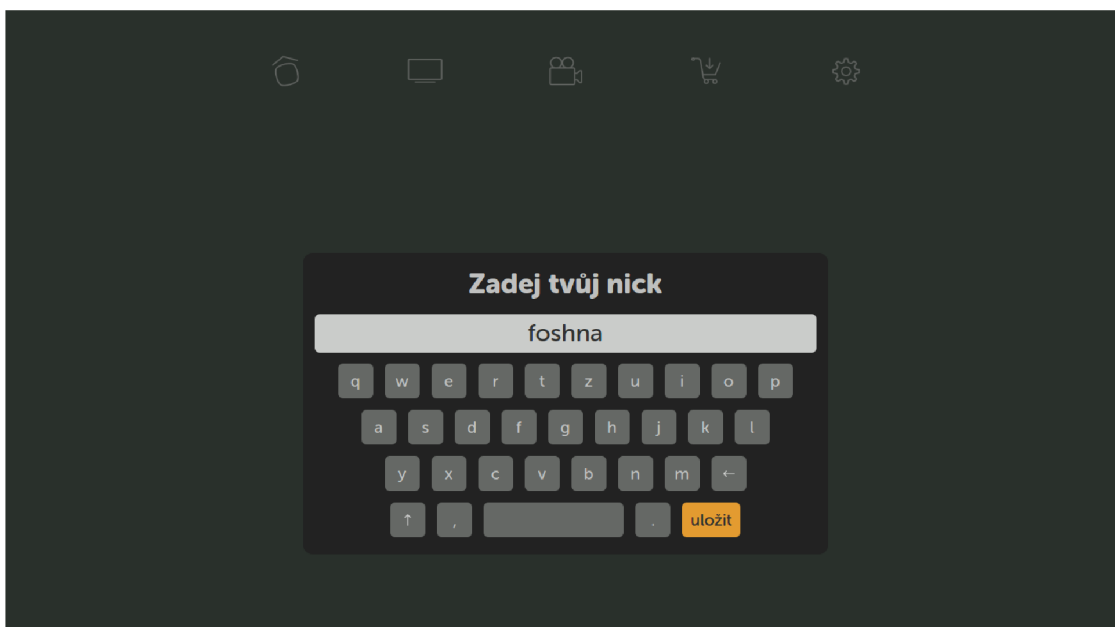 Zadej tvůj nick
foshna
q w e r t z u i o p
a s d f g h j k l
y x c v b n m ←
↑ , . uložit